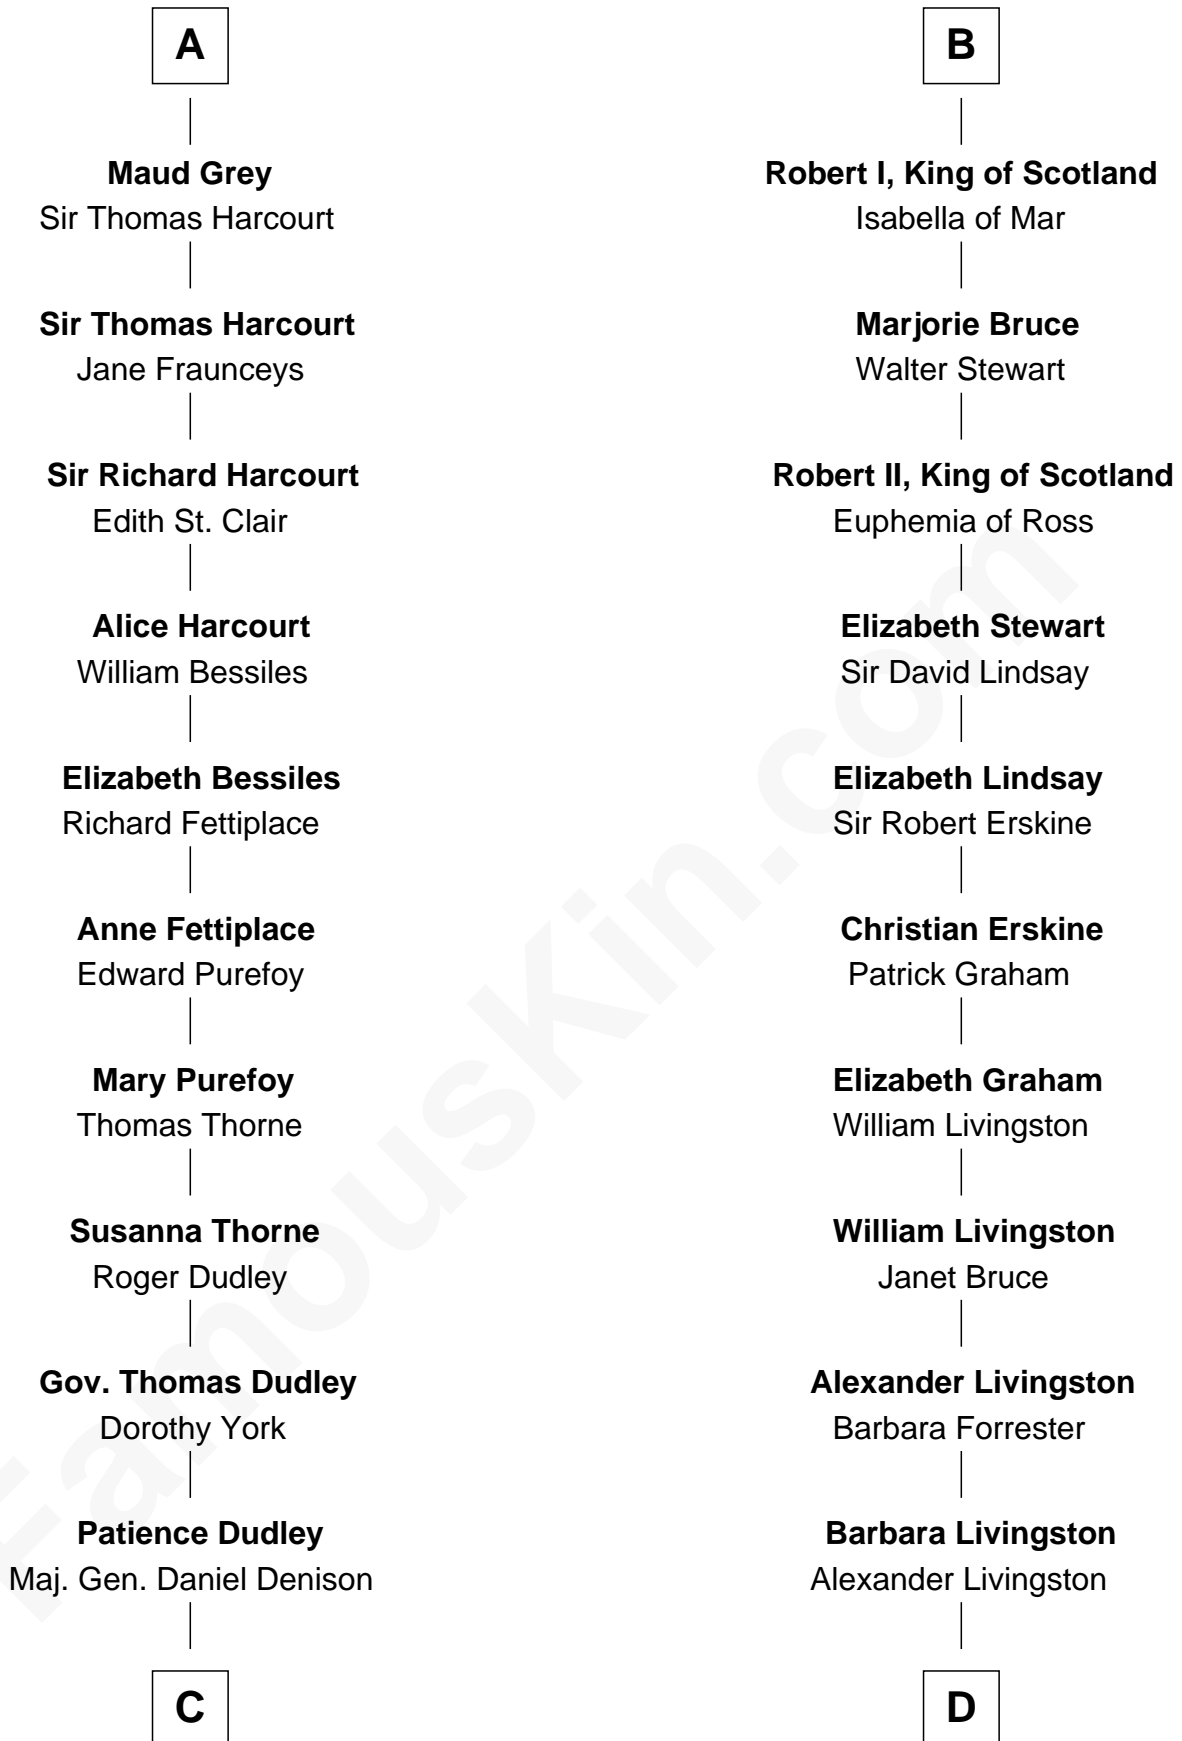 A
Maud Grey
Sir Thomas Harcourt
Sir Thomas Harcourt
Jane Fraunceys
Sir Richard Harcourt
Edith St. Clair
Alice Harcourt
William Bessiles
Elizabeth Bessiles
Richard Fettiplace
Anne Fettiplace
Edward Purefoy
Mary Purefoy
Thomas Thorne
Susanna Thorne
Roger Dudley
Gov. Thomas Dudley
Dorothy York
Patience Dudley
Maj. Gen. Daniel Denison
C
B
Robert I, King of Scotland
Isabella of Mar
Marjorie Bruce
Walter Stewart
Robert II, King of Scotland
Euphemia of Ross
Elizabeth Stewart
Sir David Lindsay
Elizabeth Lindsay
Sir Robert Erskine
Christian Erskine
Patrick Graham
Elizabeth Graham
William Livingston
William Livingston
Janet Bruce
Alexander Livingston
Barbara Forrester
Barbara Livingston
Alexander Livingston
D
FamousKin.com